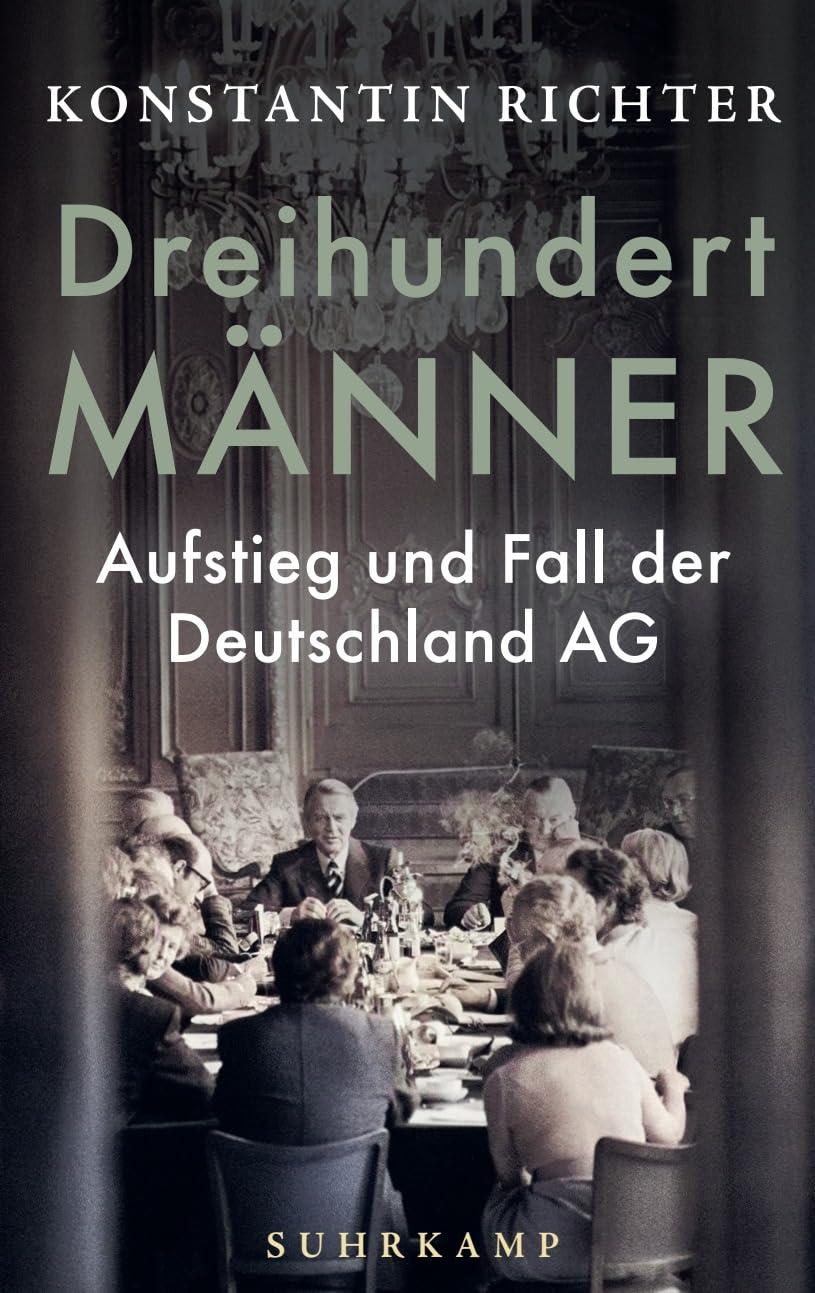 KONSTANTIN RICHTER
Dreihundert
MÄNNER
Aufstieg und Fall der
Deutschland AG
SUHRKAMP